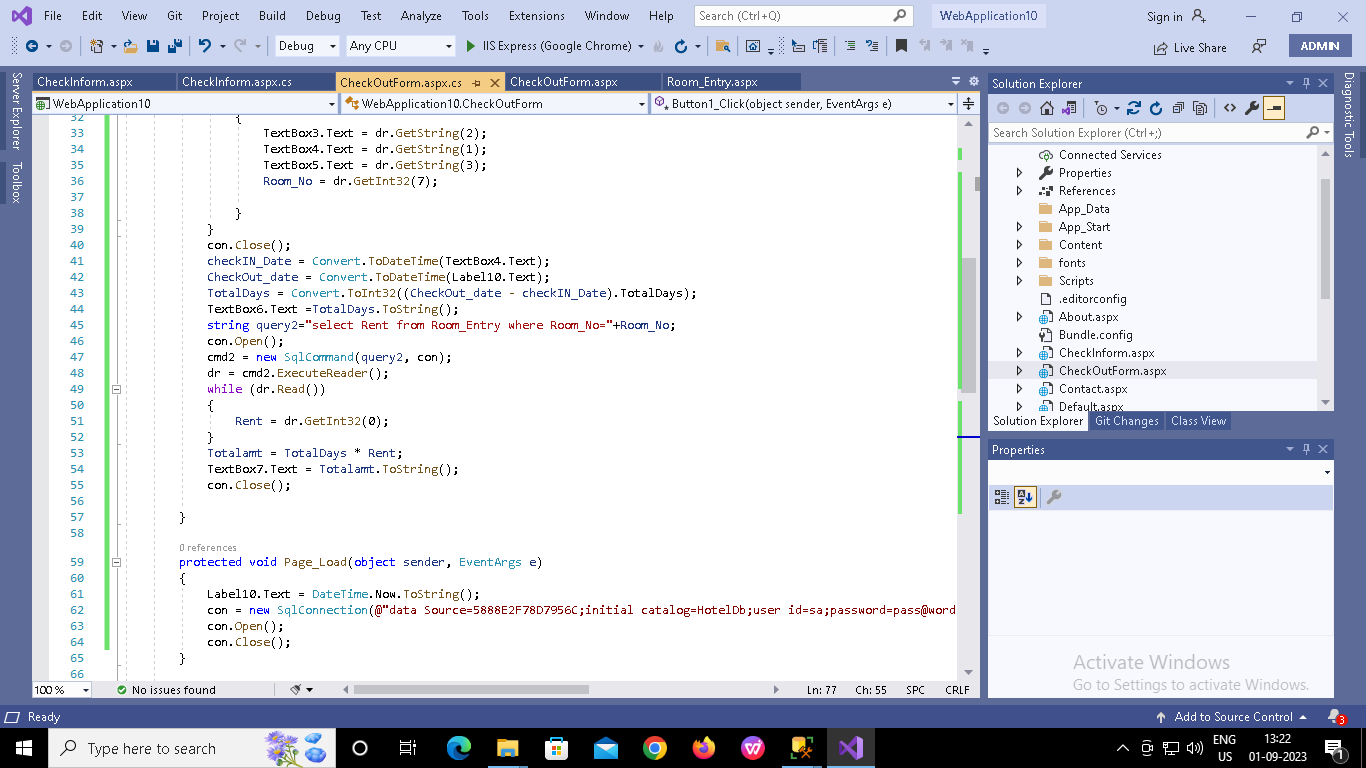 File Edit View Git Project Build Debug Test Analyze Tools Extensions Window Help Search (Ctrl+Q) WebApplication10 Sign in
Debug Any CPU IIS Express (Google Chrome) Live Share ADMIN
Server Explorer
Toolbox
CheckInform.aspx CheckInform.aspx.cs CheckOutForm.aspx.cs CheckOutForm.aspx Room_Entry.aspx
WebApplication10 WebApplication10.CheckOutForm Button1_Click(object sender, EventArgs e)
32 {
33 TextBox3.Text = dr.GetString(2);
34 TextBox4.Text = dr.GetString(1);
35 TextBox5.Text = dr.GetString(3);
36 Room_No = dr.GetInt32(7);
37
38 }
39 }
40 con.Close();
41 checkIN_Date = Convert.ToDateTime(TextBox4.Text);
42 CheckOut_date = Convert.ToDateTime(Label10.Text);
43 TotalDays = Convert.ToInt32((CheckOut_date - checkIN_Date).TotalDays);
44 TextBox6.Text =TotalDays.ToString();
45 string query2="select Rent from Room_Entry where Room_No="+Room_No;
46 con.Open();
47 cmd2 = new SqlCommand(query2, con);
48 dr = cmd2.ExecuteReader();
49 while (dr.Read())
50 {
51 Rent = dr.GetInt32(0);
52 }
53 Totalamt = TotalDays * Rent;
54 TextBox7.Text = Totalamt.ToString();
55 con.Close();
56
57 }
58
0 references
59 protected void Page_Load(object sender, EventArgs e)
60 {
61 Label10.Text = DateTime.Now.ToString();
62 con = new SqlConnection(@"data Source=5888E2F78D7956C;initial catalog=HotelDb;user id=sa;password=pass@word
63 con.Open();
64 con.Close();
65 }
66
100 % No issues found Ln: 77 Ch: 55 SPC CRLF
Solution Explorer
Search Solution Explorer (Ctrl+;)
Connected Services
Properties
References
App_Data
App_Start
Content
fonts
Scripts
.editorconfig
About.aspx
Bundle.config
CheckInform.aspx
CheckOutForm.aspx
Contact.aspx
Default.aspx
Solution Explorer Git Changes Class View
Properties
Diagnostic Tools
Activate Windows
Go to Settings to activate Windows.
Ready Add to Source Control 3
Type here to search ENG US 13:22 01-09-2023 1